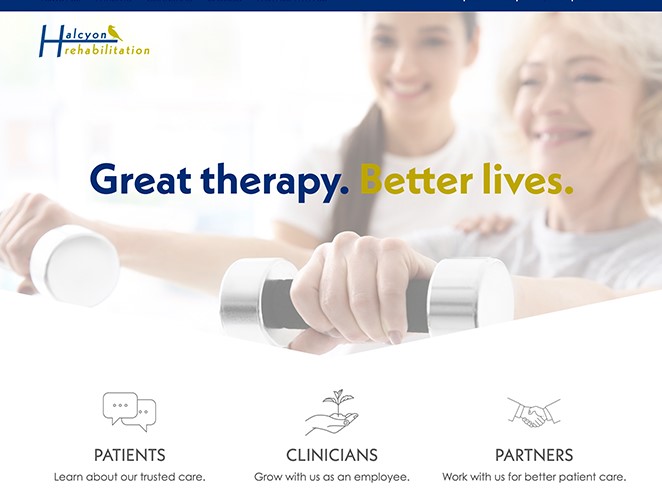 Halcyon
rehabilitation
Great therapy. Better lives.
PATIENTS
CLINICIANS
PARTNERS
Learn about our trusted care.
Grow with us as an employee.
Work with us for better patient care.